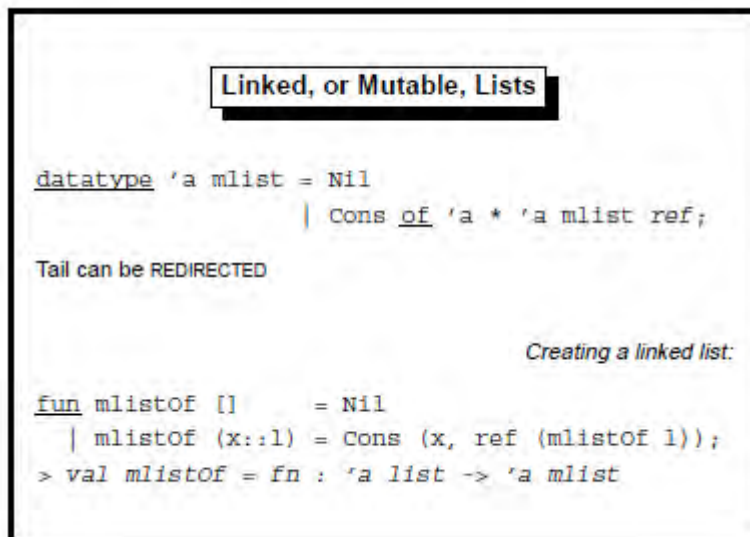 Linked, or Mutable, Lists
datatype 'a mlist = Nil
| Cons of 'a * 'a mlist ref;
Tail can be REDIRECTED
Creating a linked list:
fun mlistOf [] = Nil
| mlistOf (x::l) = Cons (x, ref (mlistOf l));
> val mlistOf = fn : 'a list -> 'a mlist